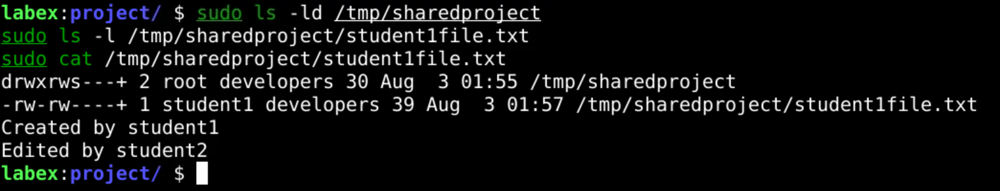 labex:project/ $ sudo ls -ld /tmp/sharedproject
sudo ls -l /tmp/sharedproject/student1file.txt
sudo cat /tmp/sharedproject/student1file.txt
drwxrws---+ 2 root developers 30 Aug  3 01:55 /tmp/sharedproject
-rw-rw----+ 1 student1 developers 39 Aug  3 01:57 /tmp/sharedproject/student1file.txt
Created by student1
Edited by student2
labex:project/ $